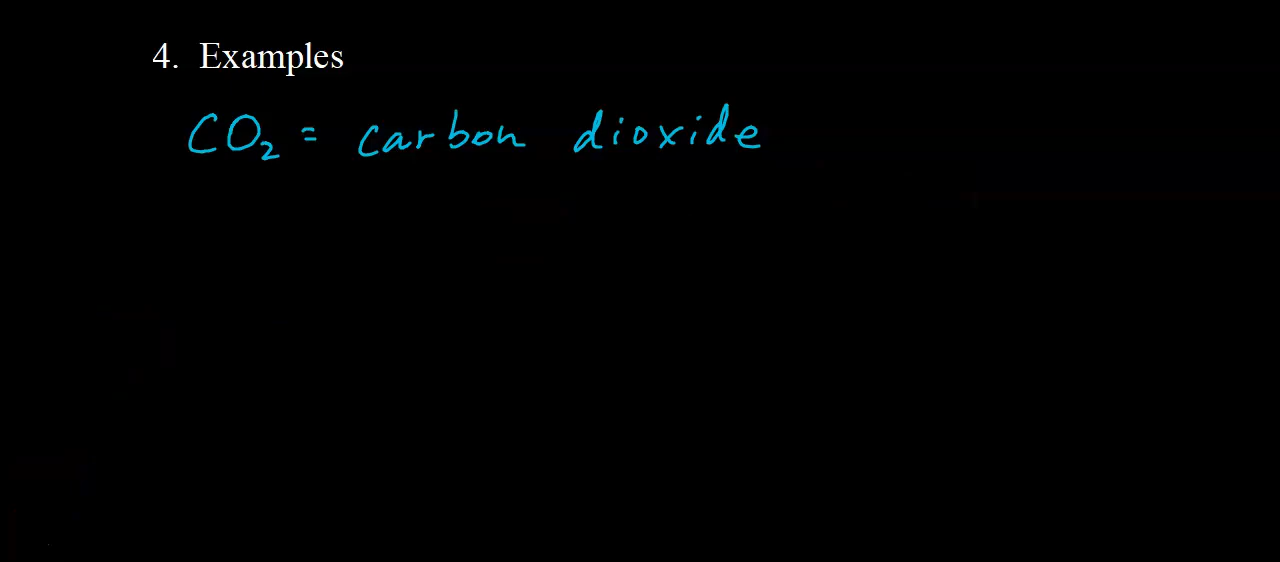 4. Examples
CO₂ = carbon dioxide